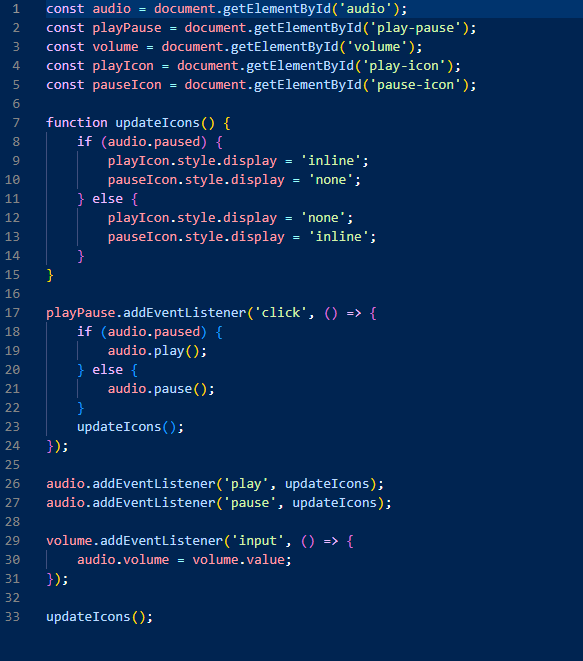 1 const audio = document.getElementById('audio');
2 const playPause = document.getElementById('play-pause');
3 const volume = document.getElementById('volume');
4 const playIcon = document.getElementById('play-icon');
5 const pauseIcon = document.getElementById('pause-icon');
6
7 function updateIcons() {
8     if (audio.paused) {
9         playIcon.style.display = 'inline';
10         pauseIcon.style.display = 'none';
11     } else {
12         playIcon.style.display = 'none';
13         pauseIcon.style.display = 'inline';
14     }
15 }
16
17 playPause.addEventListener('click', () => {
18     if (audio.paused) {
19         audio.play();
20     } else {
21         audio.pause();
22     }
23     updateIcons();
24 });
25
26 audio.addEventListener('play', updateIcons);
27 audio.addEventListener('pause', updateIcons);
28
29 volume.addEventListener('input', () => {
30     audio.volume = volume.value;
31 });
32
33 updateIcons();